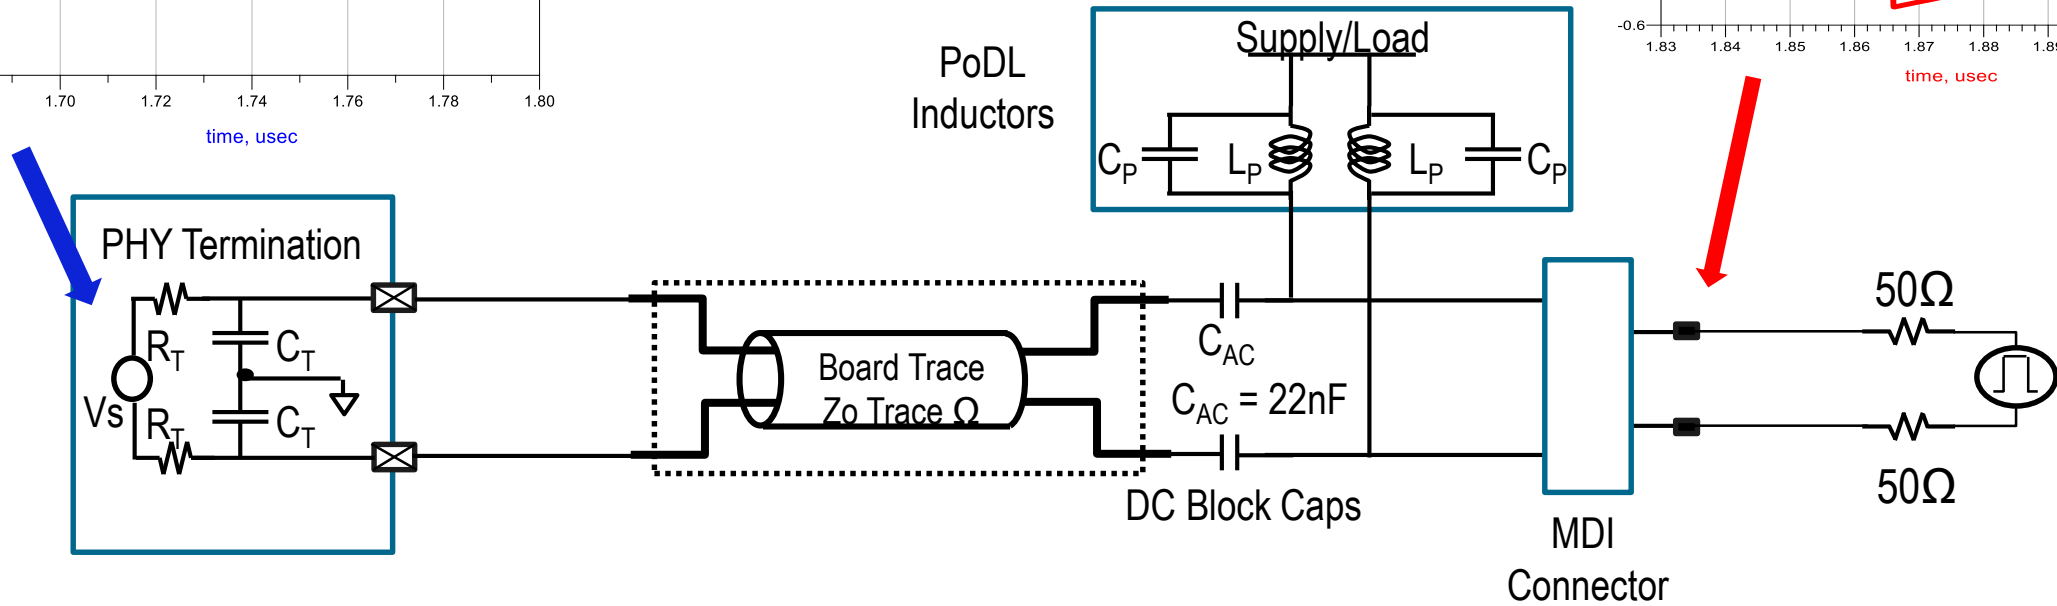 1.70 1.72 1.74 1.76 1.78 1.80
time, usec
-0.6
1.83 1.84 1.85 1.86 1.87 1.88
time, usec
PoDL
Inductors
Supply/Load
CP LP LP CP
PHY Termination
RT CT
Vs
RT CT
Board Trace
Zo Trace Ω
CAC
CAC = 22nF
DC Block Caps
MDI
Connector
50Ω
50Ω